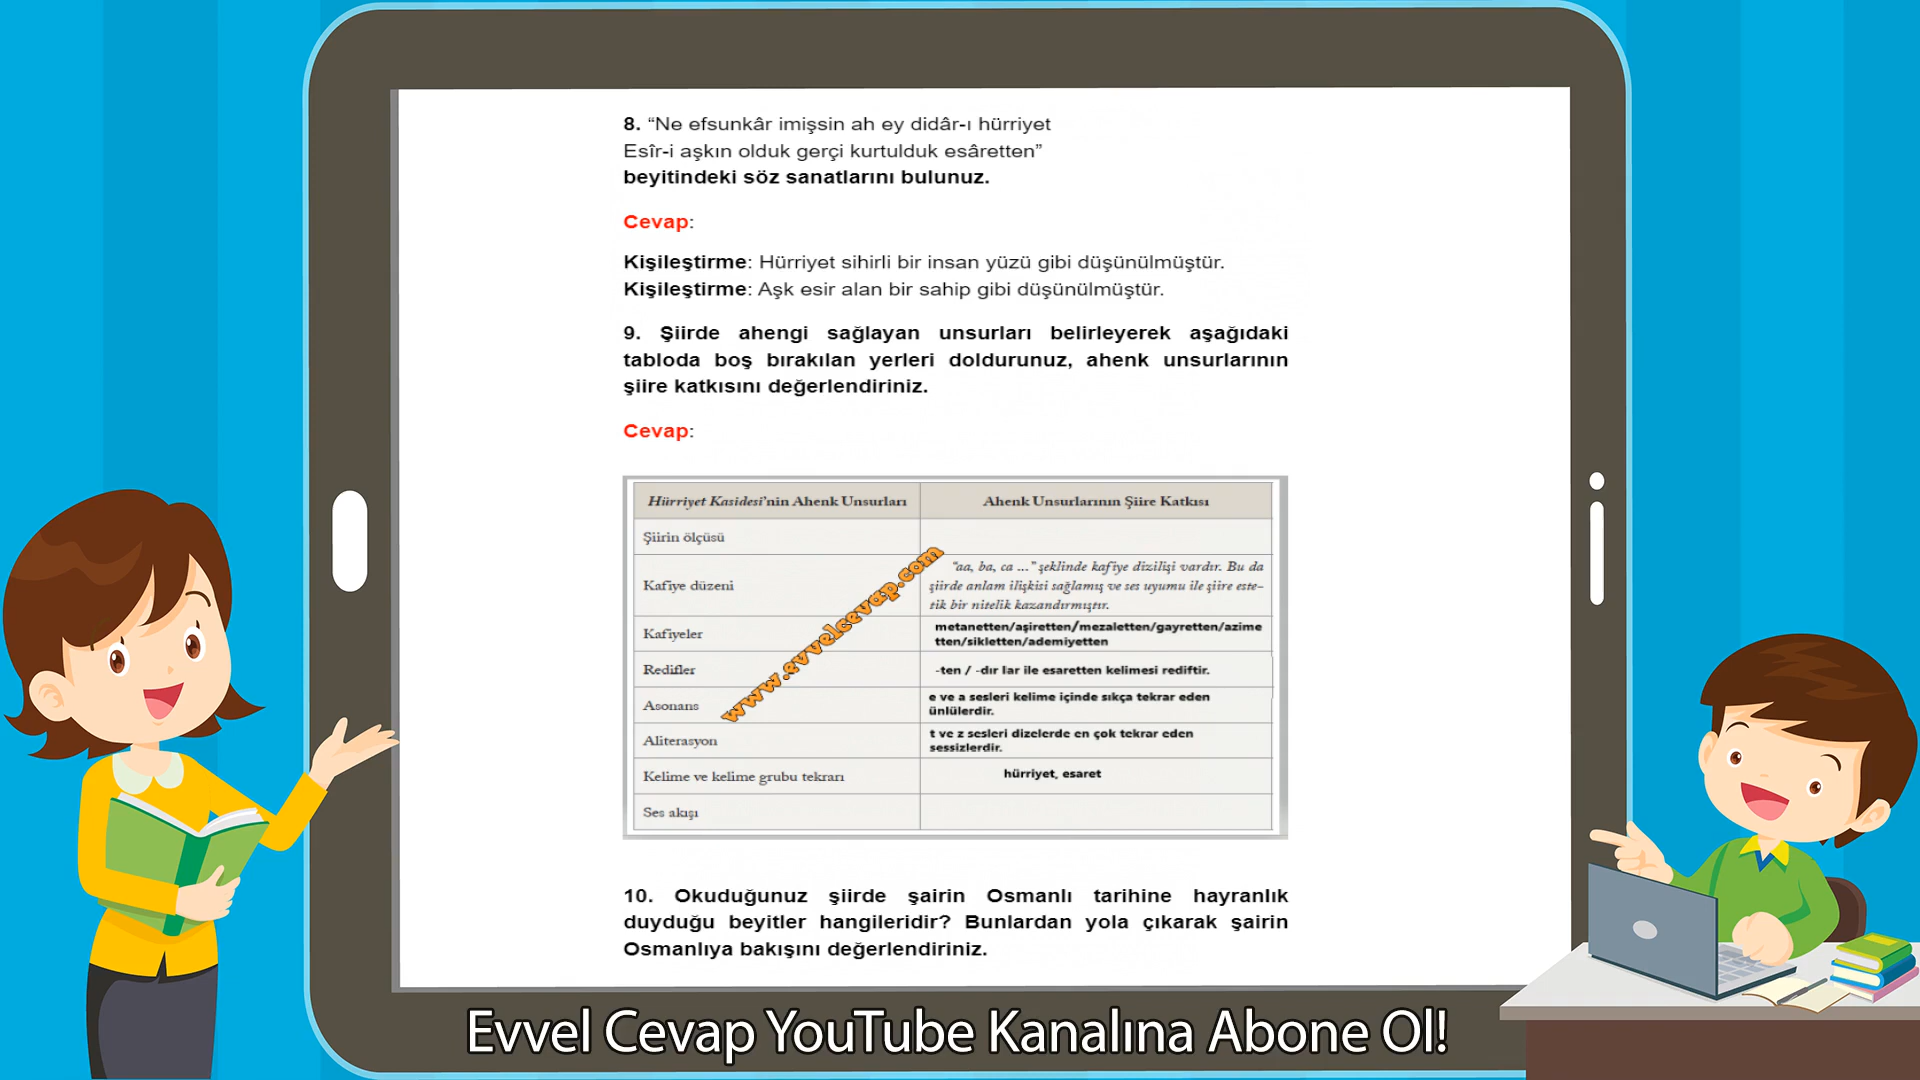 8. “Ne efsunkâr imişsin ah ey didâr-ı hürriyet
Esîr-i aşkın olduk gerçi kurtulduk esâretten”
beyitindeki söz sanatlarını bulunuz.
Cevap:
Kişileştirme: Hürriyet sihirli bir insan yüzü gibi düşünülmüştür.
Kişileştirme: Aşk esir alan bir sahip gibi düşünülmüştür.
9. Şiirde ahengi sağlayan unsurları belirleyerek aşağıdaki
tabloda boş bırakılan yerleri doldurunuz, ahenk unsurlarının
şiire katkısını değerlendiriniz.
Cevap:
Hürriyet Kasidesi’nin Ahenk Unsurları
Ahenk Unsurlarının Şiire Katkısı
Şiirin ölçüsü
Kafiye düzeni
“aa, ba, ca ...” şeklinde kafiye dizilişi vardır. Bu da
şiirde anlam ilişkisi sağlamış ve ses uyumu ile şiire este-
tik bir nitelik kazandırmıştır.
Kafiyeler
metanetten/aşiretten/mezaletten/gayretten/azime
tten/sikletten/ademiyetten
Redifler
-ten / -dır lar ile esaretten kelimesi rediftir.
Asonans
e ve a sesleri kelime içinde sıkça tekrar eden
ünlülerdir.
Aliterasyon
t ve z sesleri dizelerde en çok tekrar eden
sessizlerdir.
Kelime ve kelime grubu tekrarı
hürriyet, esaret
Ses akışı
www.evvelcevap.com
10. Okuduğunuz şiirde şairin Osmanlı tarihine hayranlık
duyduğu beyitler hangileridir? Bunlardan yola çıkarak şairin
Osmanlıya bakışını değerlendiriniz.
Evvel Cevap YouTube Kanalına Abone Ol!